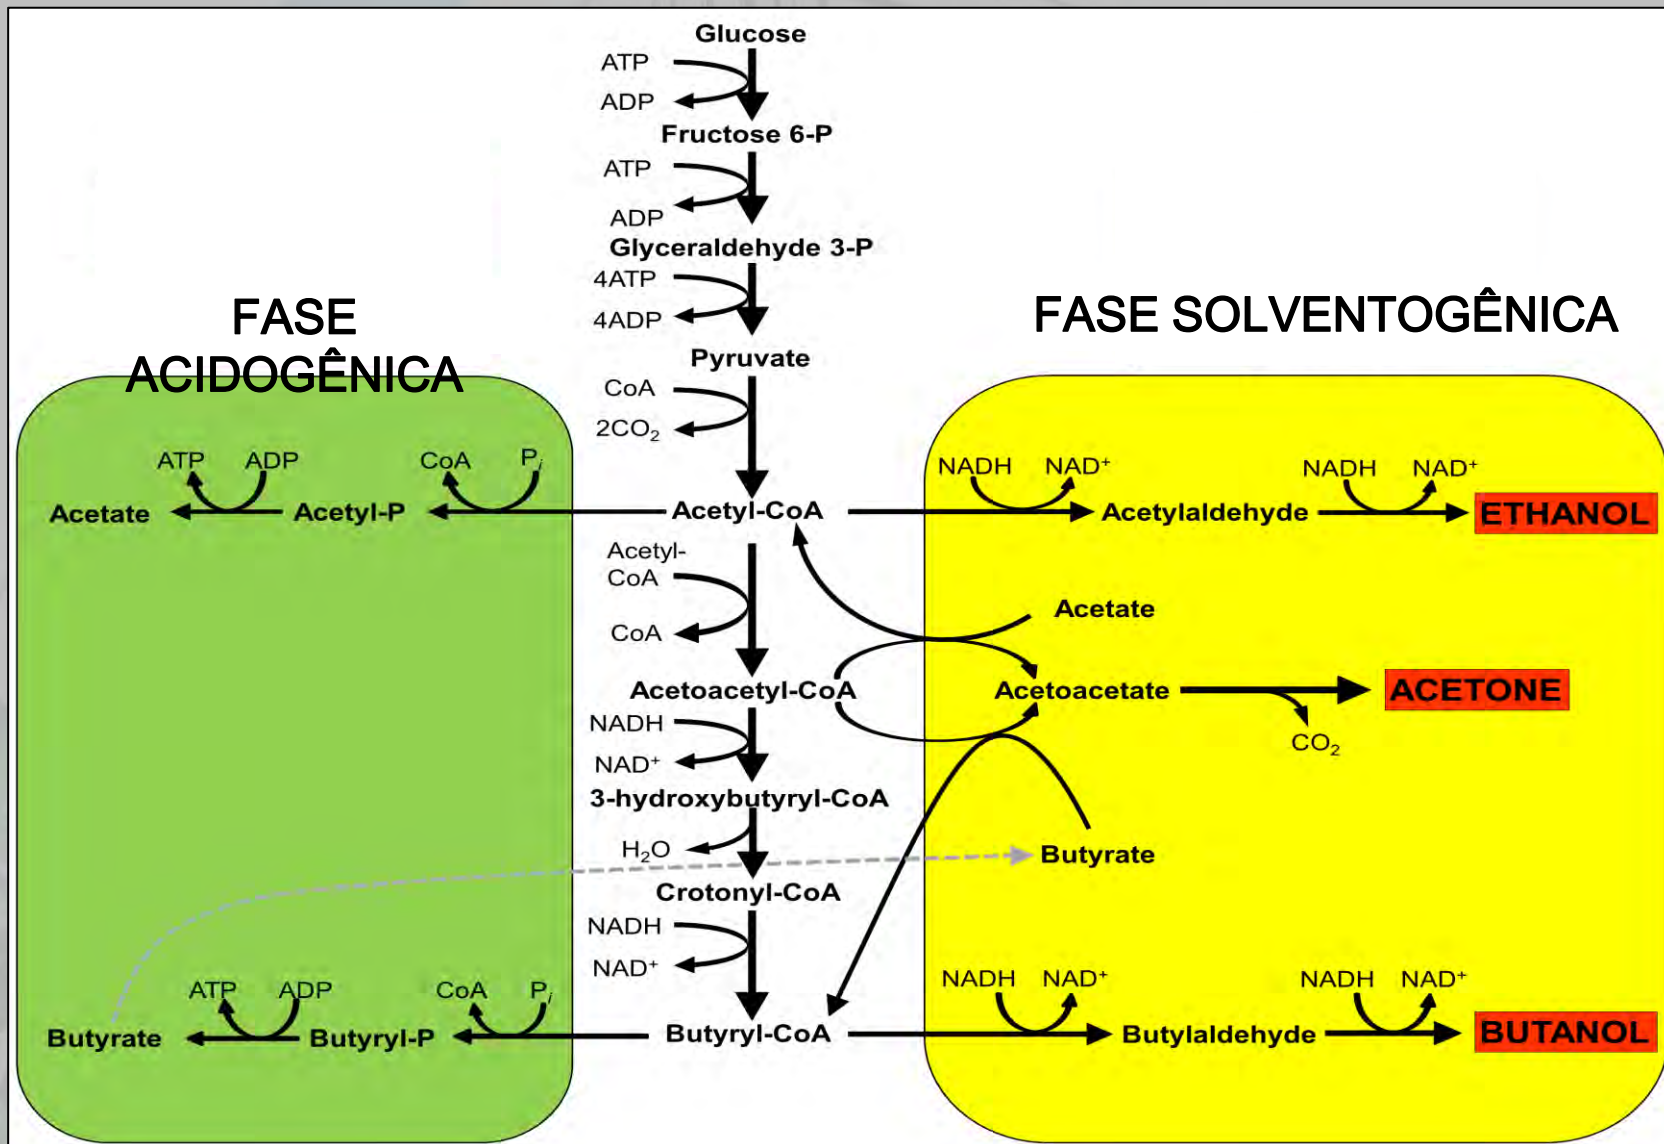 Glucose
ATP
ADP
Fructose 6-P
ATP
ADP
Glyceraldehyde 3-P
4ATP
4ADP
Pyruvate
CoA
2CO₂
FASE
ACIDOGÊNICA
ATP ADP CoA Pᵢ
Acetate Acetyl-P Acetyl-CoA
FASE SOLVENTOGÊNICA
NADH NAD⁺ NADH NAD⁺
Acetylaldehyde ETHANOL
Acetyl-
CoA
CoA
Acetate
Acetoacetyl-CoA Acetoacetate ACETONE
CO₂
NADH
NAD⁺
3-hydroxybutyryl-CoA
H₂O
Butyrate
Crotonyl-CoA
NADH
NAD⁺
ATP ADP CoA Pᵢ
Butyrate Butyryl-P Butyryl-CoA
NADH NAD⁺ NADH NAD⁺
Butylaldehyde BUTANOL